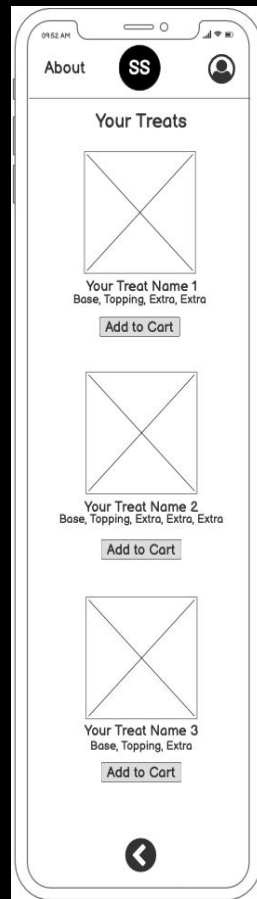 09:52 AM
About
SS
Your Treats
Your Treat Name 1
Base, Topping, Extra, Extra
Add to Cart
Your Treat Name 2
Base, Topping, Extra, Extra, Extra
Add to Cart
Your Treat Name 3
Base, Topping, Extra
Add to Cart